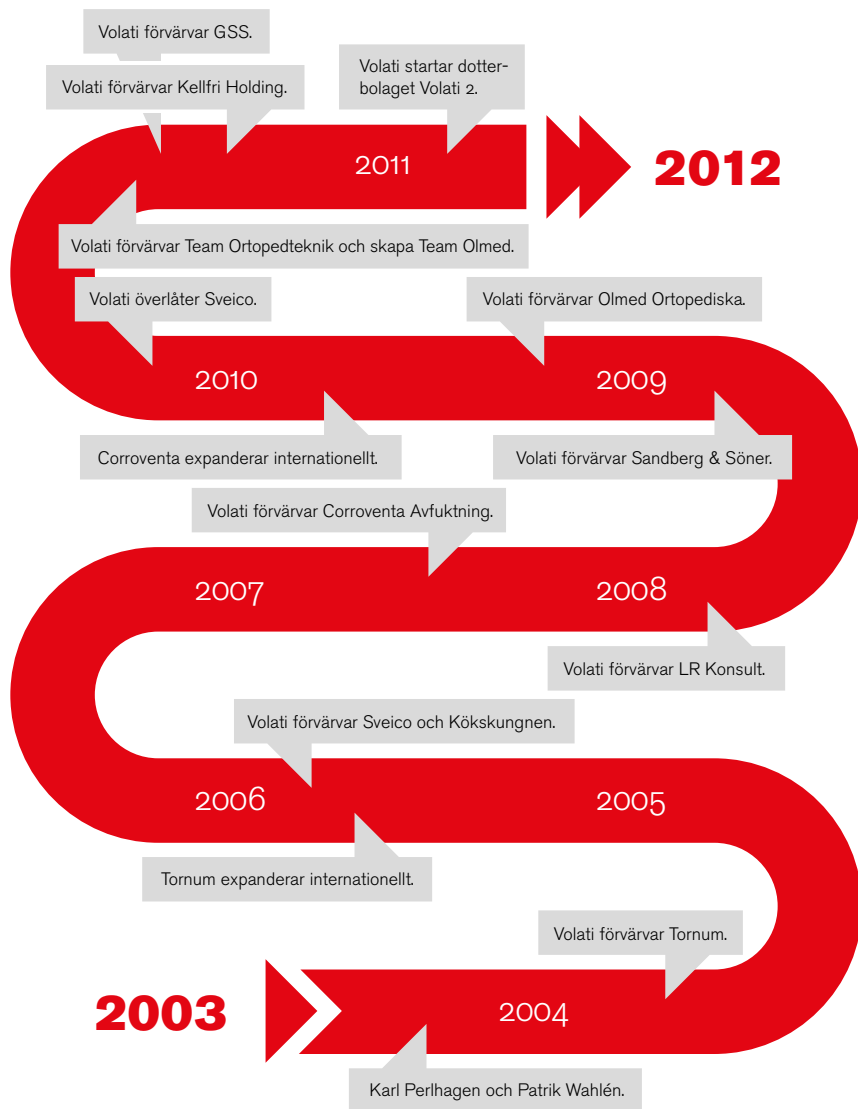 Volati förvärvar GSS.
Volati förvärvar Kellfri Holding.
Volati startar dotter-
bolaget Volati 2.
2011
2012
Volati förvärvar Team Ortopedteknik och skapa Team Olmed.
Volati överlåter Sveico.
Volati förvärvar Olmed Ortopediska.
2010
2009
Corroventa expanderar internationellt.
Volati förvärvar Sandberg & Söner.
Volati förvärvar Corroventa Avfuktning.
2007
2008
Volati förvärvar LR Konsult.
Volati förvärvar Sveico och Kökskungnen.
2006
2005
Tornum expanderar internationellt.
Volati förvärvar Tornum.
2003
2004
Karl Perlhagen och Patrik Wahlén.